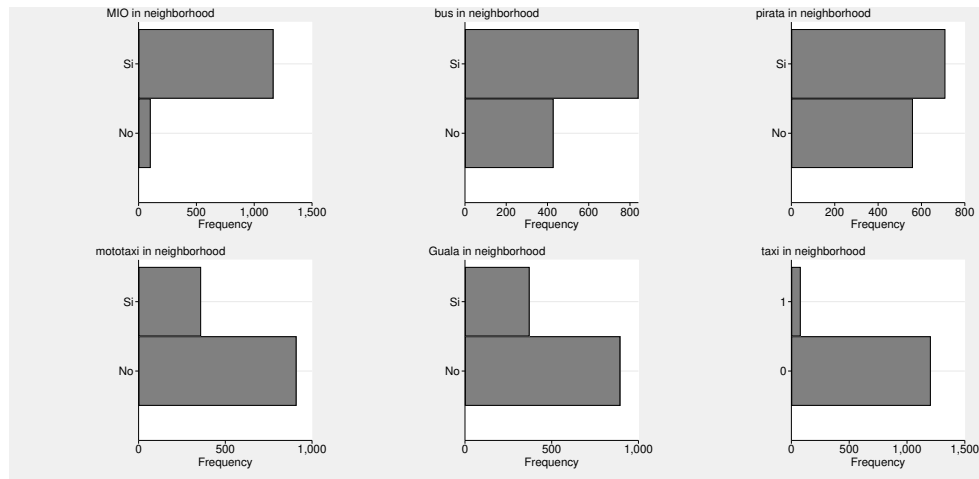 MIO in neighborhood
Si
No
0 500 1,000 1,500
Frequency
bus in neighborhood
Si
No
0 200 400 600 800
Frequency
pirata in neighborhood
Si
No
0 200 400 600 800
Frequency
mototaxi in neighborhood
Si
No
0 500 1,000
Frequency
Guala in neighborhood
Si
No
0 500 1,000
Frequency
taxi in neighborhood
1
0
0 500 1,000 1,500
Frequency